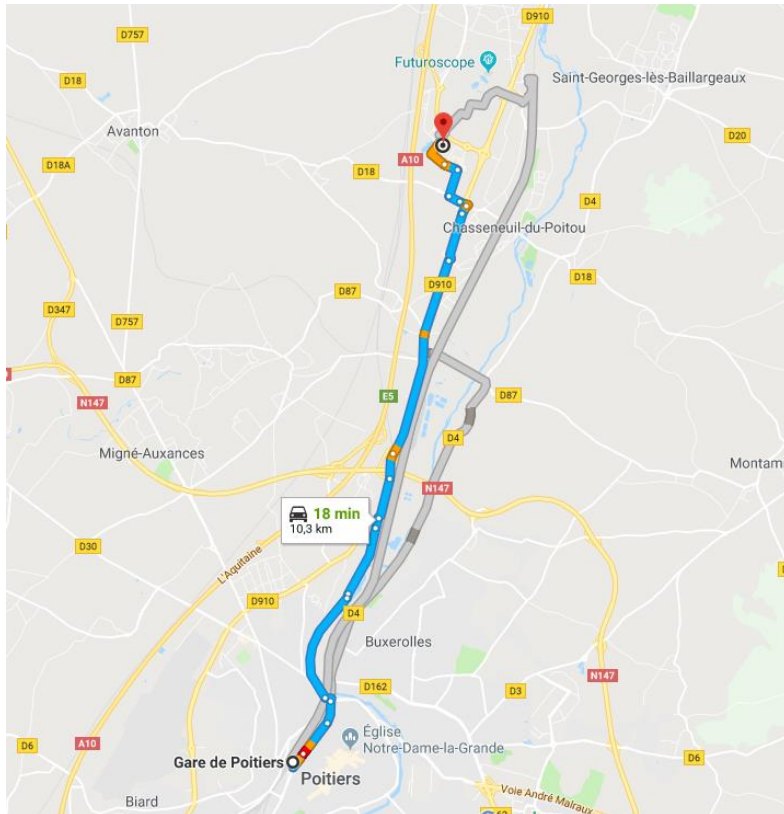 D757
D910
Futuroscope
Saint-Georges-lès-Baillargeaux
D18
Avanton
D20
A10
D18A
D18
D4
Chasseneuil-du-Poitou
D18
D910
D87
D347
D757
D87
E5
D87
N147
D4
Migné-Auxances
N147
18 min
10,3 km
D30
L'Aquitaine
D910
D4
Buxerolles
N147
D162
D3
Église
Notre-Dame-la-Grande
D6
A10
Gare de Poitiers
Poitiers
D6
Biard
Voie André Malraux